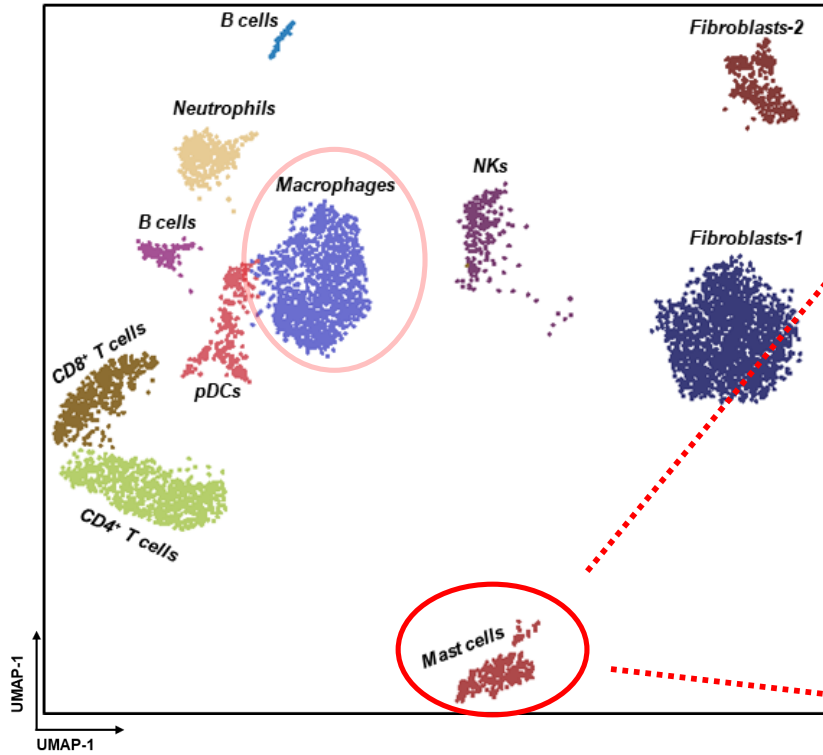 B cells
Fibroblasts-2
Neutrophils
NKs
Macrophages
B cells
Fibroblasts-1
CD8⁺ T cells
pDCs
CD4⁺ T cells
Mast cells
UMAP-1
UMAP-1